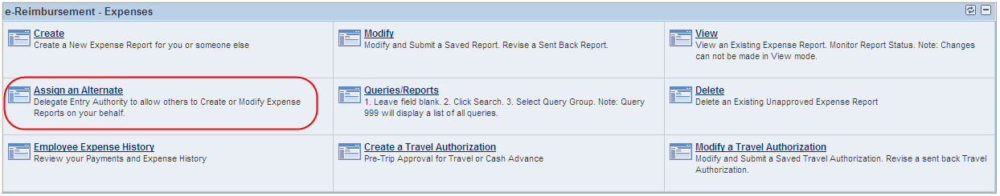 e-Reimbursement - Expenses
Create
Create a New Expense Report for you or someone else
Modify
Modify and Submit a Saved Report. Revise a Sent Back Report.
View
View an Existing Expense Report. Monitor Report Status. Note: Changes
can not be made in View mode.
Assign an Alternate
Delegate Entry Authority to allow others to Create or Modify Expense
Reports on your behalf.
Queries/Reports
1. Leave field blank. 2. Click Search. 3. Select Query Group. Note: Query
999 will display a list of all queries.
Delete
Delete an Existing Unapproved Expense Report
Employee Expense History
Review your Payments and Expense History
Create a Travel Authorization
Pre-Trip Approval for Travel or Cash Advance
Modify a Travel Authorization
Modify and Submit a Saved Travel Authorization. Revise a sent back Travel
Authorization.